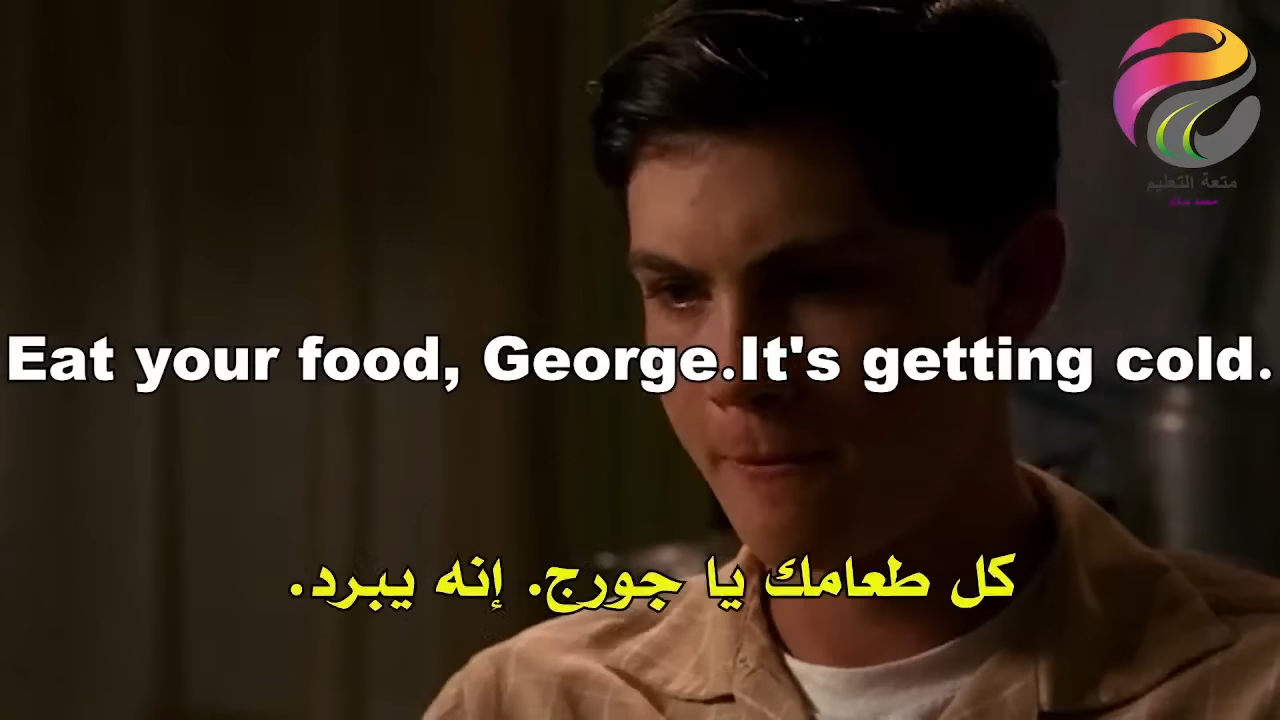 متعة التعليم
Eat your food, George.It's getting cold.
كل طعامك يا جورج. إنه يبرد.